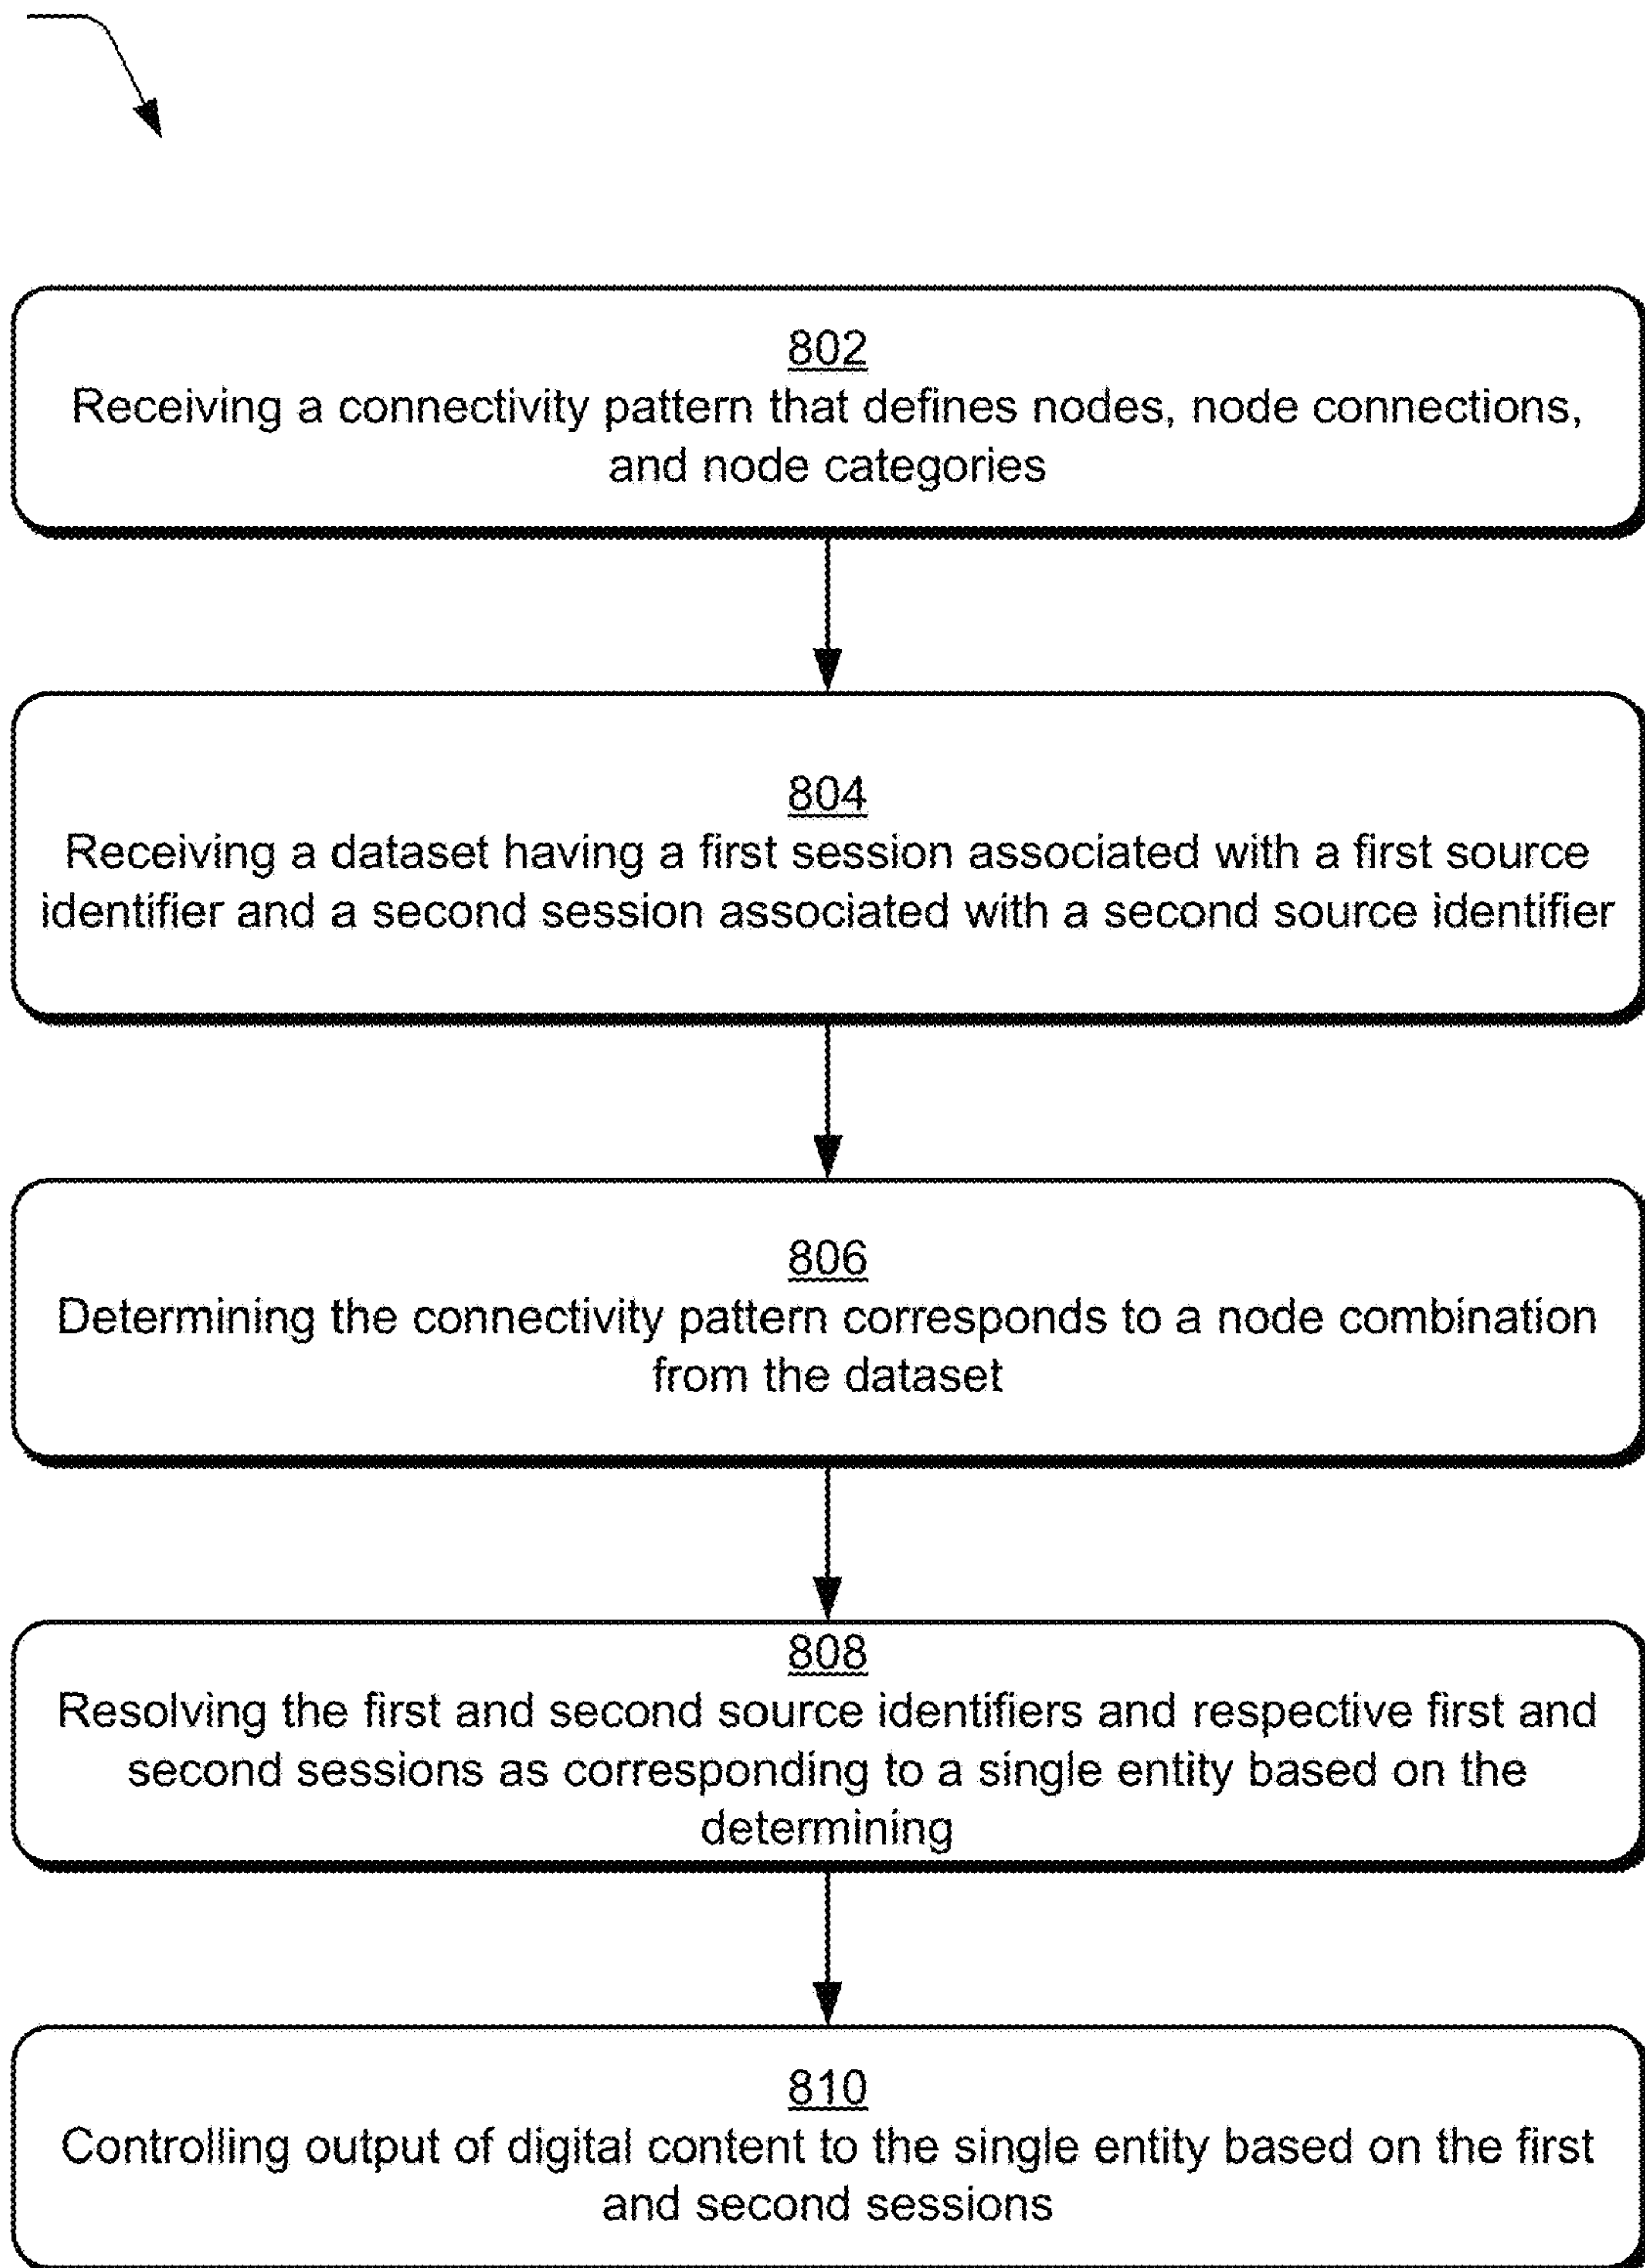 802
Receiving a connectivity pattern that defines nodes, node connections,
and node categories
804
Receiving a dataset having a first session associated with a first source
identifier and a second session associated with a second source identifier
806
Determining the connectivity pattern corresponds to a node combination
from the dataset
808
Resolving the first and second source identifiers and respective first and
second sessions as corresponding to a single entity based on the
determining
810
Controlling output of digital content to the single entity based on the first
and second sessions